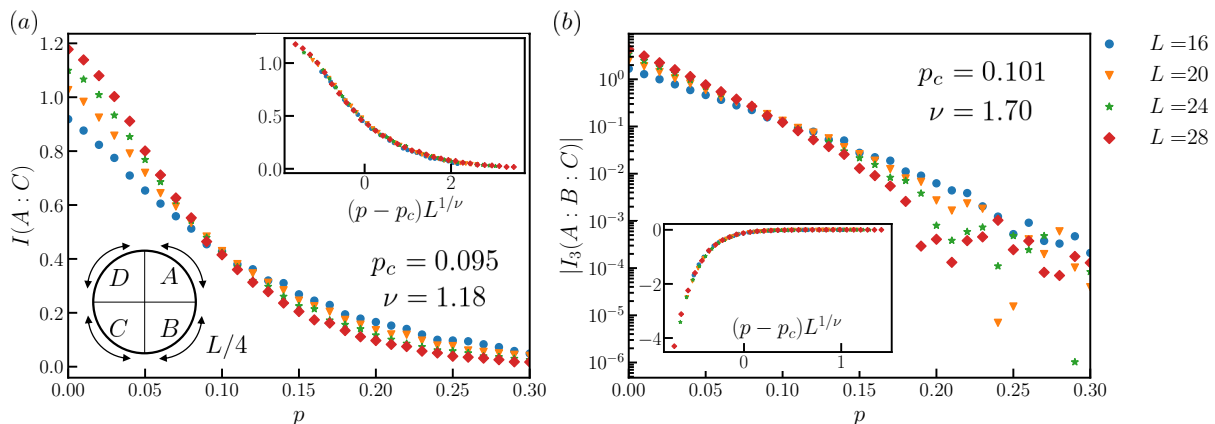 (a)
I(A : C)
1.2
1.0
0.8
0.6
0.4
0.2
0.0
0.00 0.05 0.10 0.15 0.20 0.25 0.30
p
1.0
0.5
0.0
0 2
(p − p_c)L^{1/ν}
p_c = 0.095
ν = 1.18
D A
C B
L/4
(b)
|I_3(A : B : C)|
10^0
10^{-1}
10^{-2}
10^{-3}
10^{-4}
10^{-5}
10^{-6}
0.00 0.05 0.10 0.15 0.20 0.25 0.30
p
p_c = 0.101
ν = 1.70
0
−2
−4
0 1
(p − p_c)L^{1/ν}
L =16
L =20
L =24
L =28